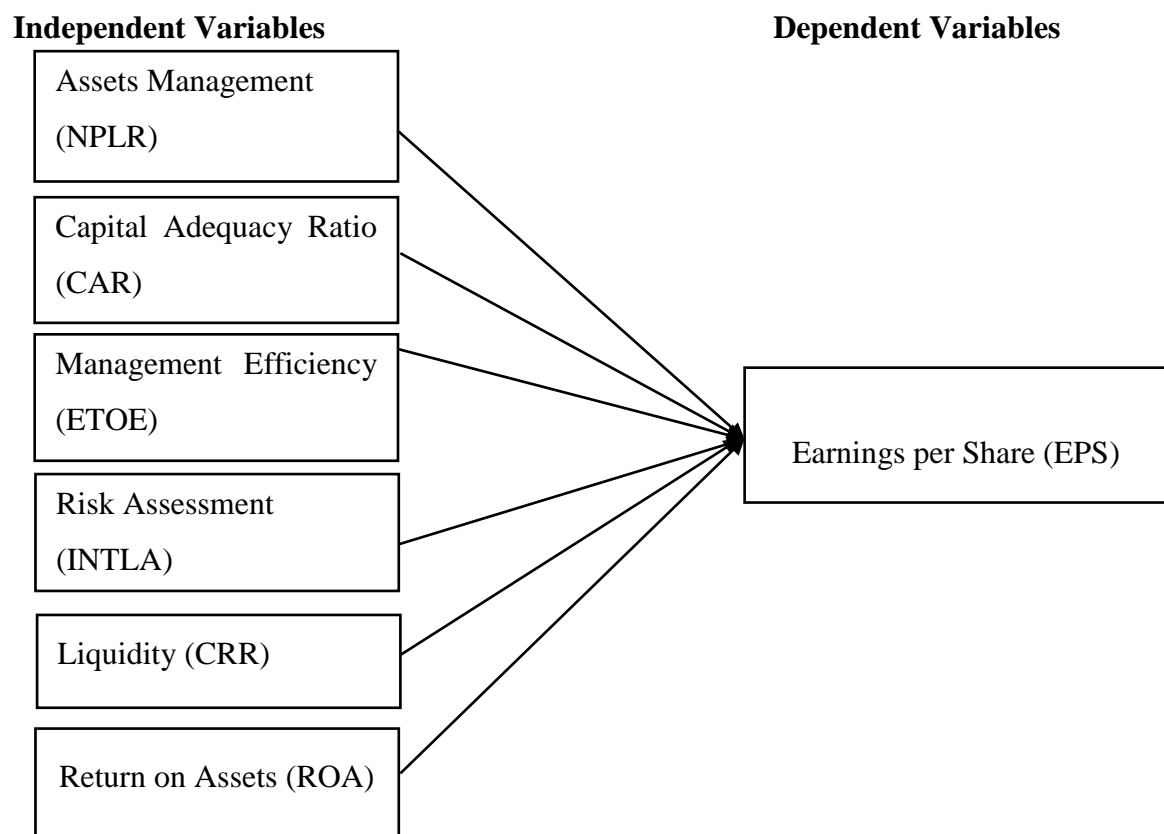 Independent Variables
Dependent Variables
Assets Management
(NPLR)
Capital Adequacy Ratio
(CAR)
Management Efficiency
(ETOE)
Risk Assessment
(INTLA)
Liquidity (CRR)
Return on Assets (ROA)
Earnings per Share (EPS)